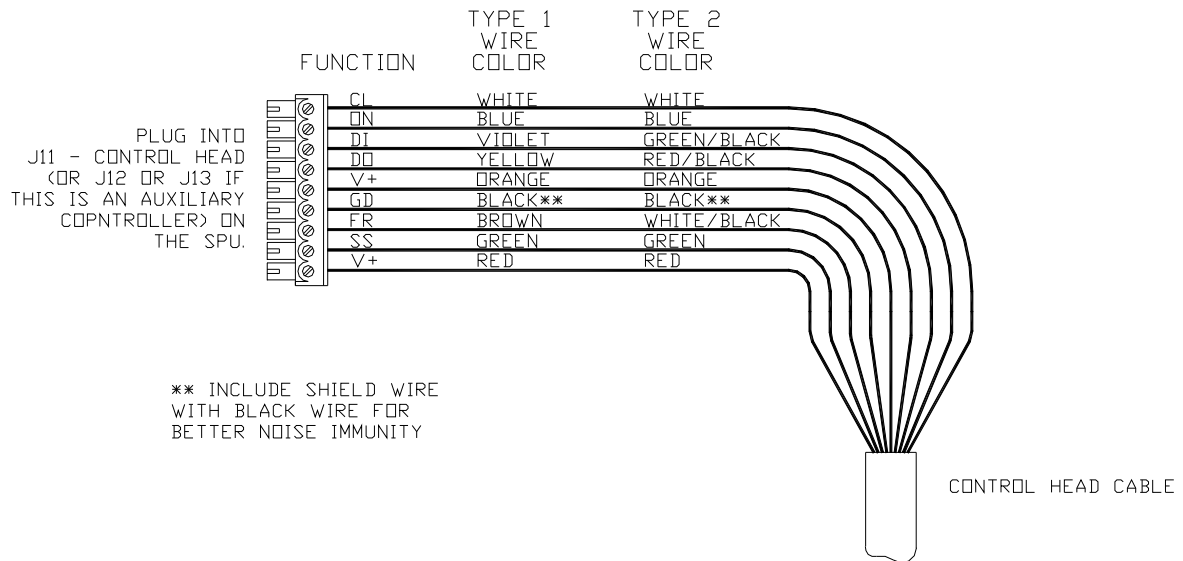 TYPE 1 TYPE 2
WIRE WIRE
FUNCTION COLOR COLOR
CL WHITE WHITE
ON BLUE BLUE
DI VIOLET GREEN/BLACK
DO YELLOW RED/BLACK
V+ ORANGE ORANGE
GD BLACK** BLACK**
FR BROWN WHITE/BLACK
SS GREEN GREEN
V+ RED RED
PLUG INTO
J11 - CONTROL HEAD
(OR J12 OR J13 IF
THIS IS AN AUXILIARY
COPNTROLLER) ON
THE SPU.
** INCLUDE SHIELD WIRE
WITH BLACK WIRE FOR
BETTER NOISE IMMUNITY
CONTROL HEAD CABLE